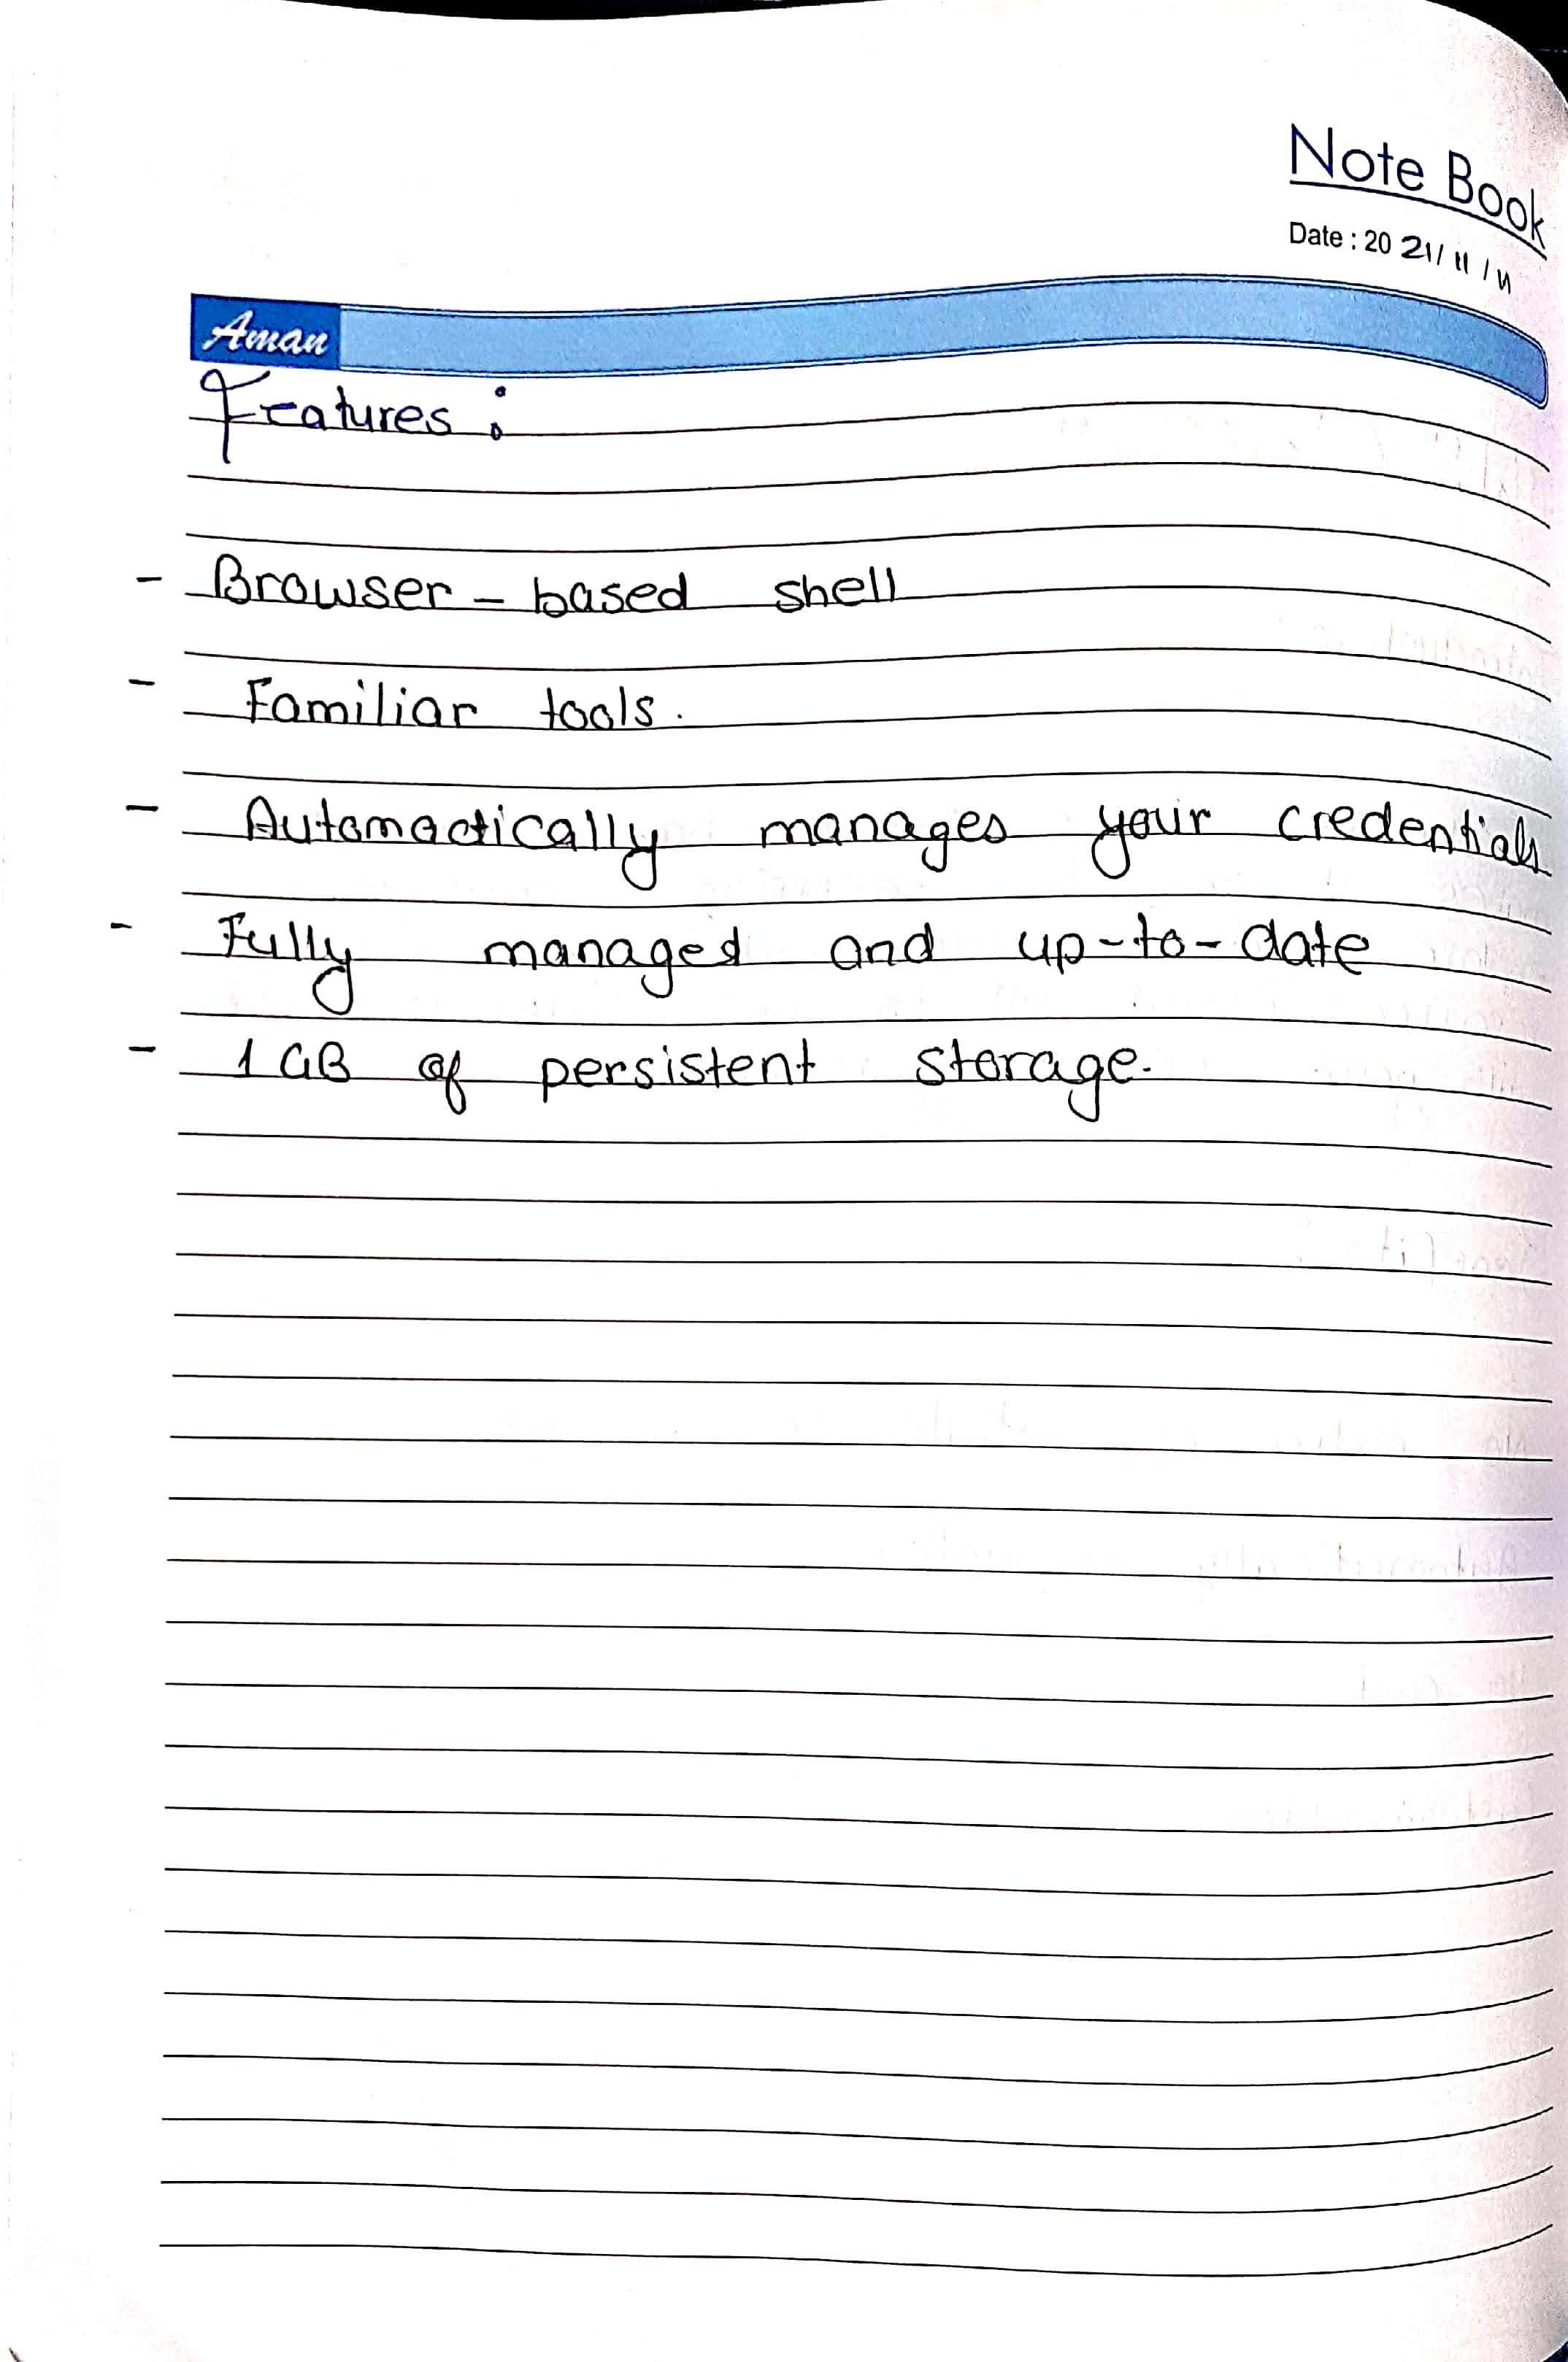 Note Book
Date : 20 21/ 11 / 11
Aman
Features :
- Browser - based shell
- Familiar tools.
- Automactically manages your credentials
- Fully managed and up-to-date
- 1 GB of persistent storage.